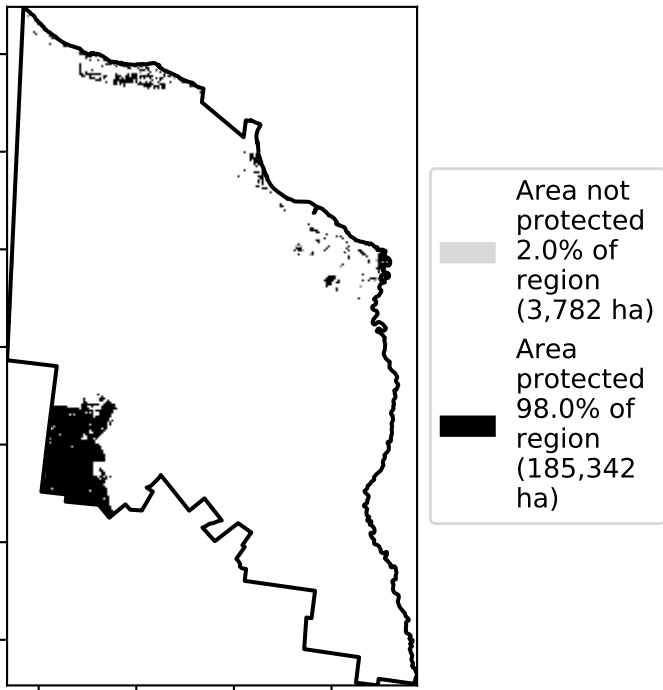 Area not
protected
2.0% of
region
(3,782 ha)
Area
protected
98.0% of
region
(185,342
ha)